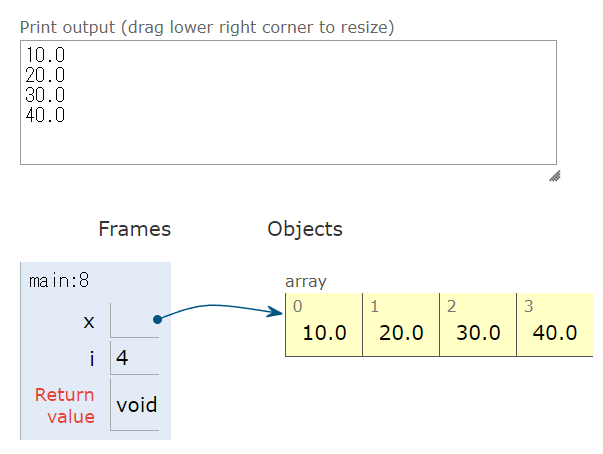 Print output (drag lower right corner to resize)
10.0
20.0
30.0
40.0
Frames Objects
main:8
x
i 4
Return
value void
array
0 1 2 3
10.0 20.0 30.0 40.0